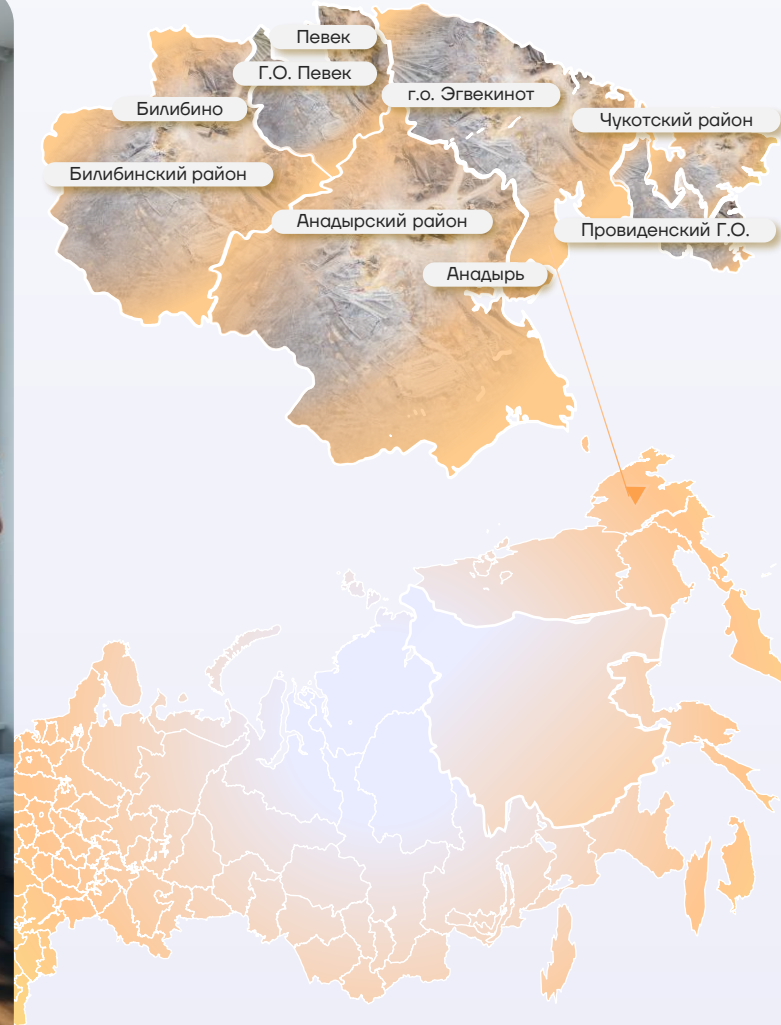 Певек
Г.О. Певек
г.о. Эгвекинот
Билибино
Чукотский район
Билибинский район
Анадырский район
Провиденский Г.О.
Анадырь